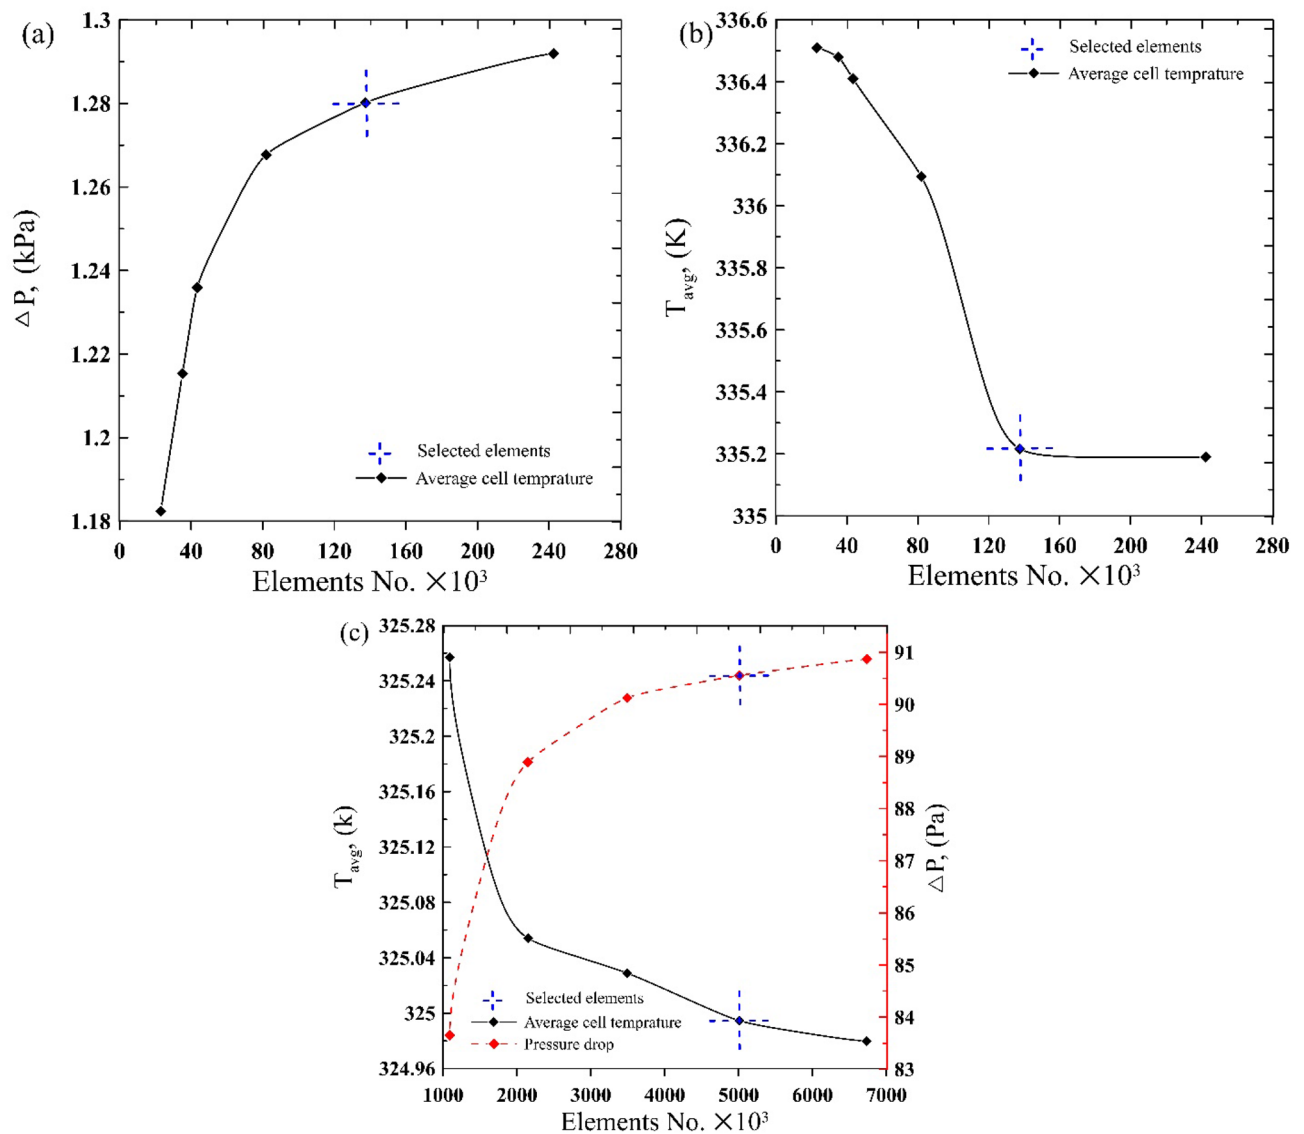 (a)
1.3
1.28
1.26
1.24
1.22
1.2
1.18
△P, (kPa)
0 40 80 120 160 200 240 280
Elements No. ×10³
Selected elements
Average cell temprature
(b)
336.6
336.4
336.2
336
335.8
335.6
335.4
335.2
335
T_avg, (K)
0 40 80 120 160 200 240 280
Elements No. ×10³
Selected elements
Average cell temprature
(c)
325.28
325.24
325.2
325.16
325.12
325.08
325.04
325
324.96
T_avg, (k)
1000 2000 3000 4000 5000 6000 7000
Elements No. ×10³
91
90
89
88
87
86
85
84
83
△P, (Pa)
Selected elements
Average cell temprature
Pressure drop